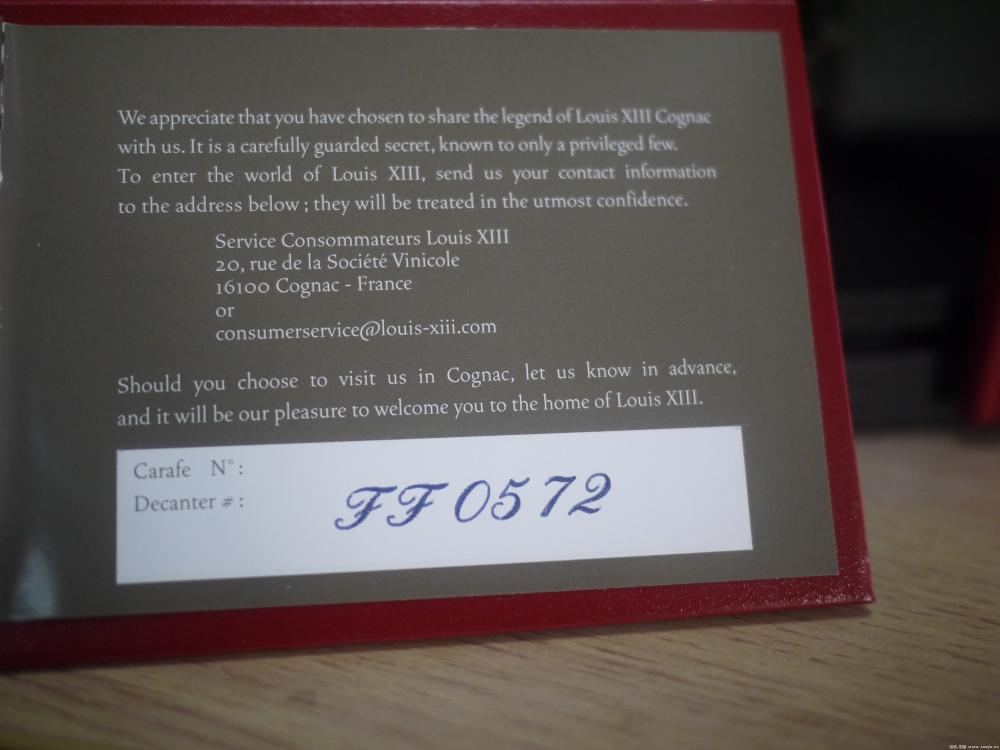 We appreciate that you have chosen to share the legend of Louis XIII Cognac
with us. It is a carefully guarded secret, known to only a privileged few.
To enter the world of Louis XIII, send us your contact information
to the address below ; they will be treated in the utmost confidence.
Service Consommateurs Louis XIII
20, rue de la Société Vinicole
16100 Cognac - France
or
consumerservice@louis-xiii.com
Should you choose to visit us in Cognac, let us know in advance,
and it will be our pleasure to welcome you to the home of Louis XIII.
Carafe N° :
Decanter # :
FF 0572